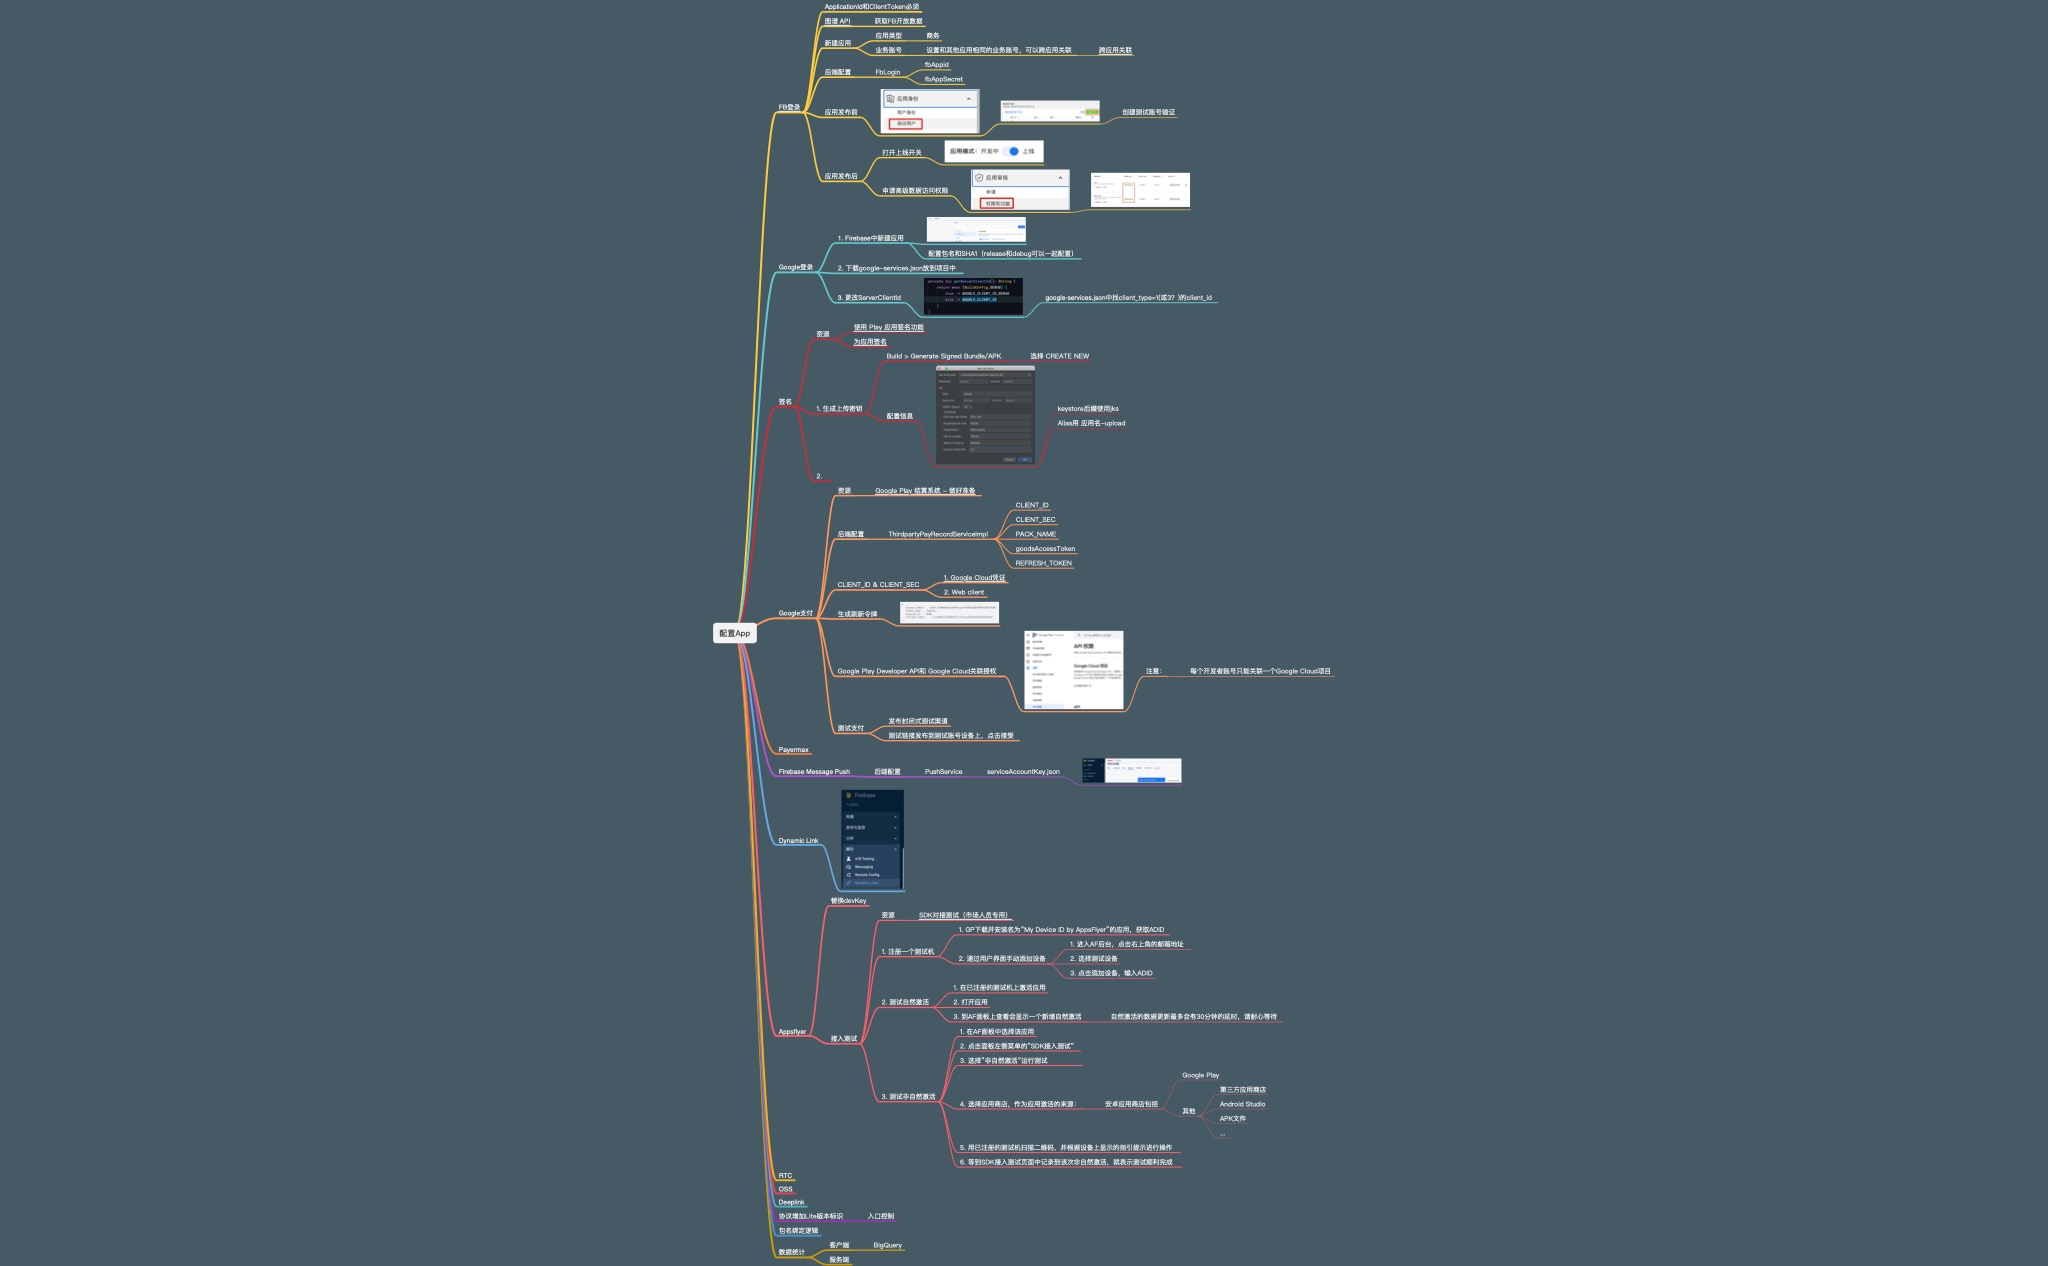 配置App
FB登录
ApplicationId和ClientToken必须
图谱 API
获取FB开放数据
新建应用
应用类型
商务
业务账号
设置和其他应用相同的业务账号，可以跨应用关联
跨应用关联
后端配置
FbLogin
fbAppId
fbAppSecret
应用发布前
应用身份
用户身份
测试用户
创建测试账号验证
应用发布后
打开上线开关
应用模式： 开发中 上线
申请高级数据访问权限
应用审核
申请
权限和功能
Google登录
1. Firebase中新建应用
配置包名和SHA1（release和debug可以一起配置）
2. 下载google-services.json放到项目中
3. 更改ServerClientId
private fun getServerClientId(): String {
return when (BuildConfig.DEBUG) {
true -> GOOGLE_CLIENT_ID_DEBUG
else -> GOOGLE_CLIENT_ID
}
}
google-services.json中找client_type=1(或3？)的client_id
签名
资源
使用 Play 应用签名功能
为应用签名
1. 生成上传密钥
Build > Generate Signed Bundle/APK
选择 CREATE NEW
配置信息
keystore后缀使用jks
Alias用 应用名-upload
2.
Google支付
资源
Google Play 结算系统 - 做好准备
后端配置
ThirdpartyPayRecordServiceImpl
CLIENT_ID
CLIENT_SEC
PACK_NAME
goodsAccessToken
REFRESH_TOKEN
CLIENT_ID & CLIENT_SEC
1. Google Cloud凭证
2. Web client
生成刷新令牌
Google Play Developer API和 Google Cloud关联授权
API 权限
注意：
每个开发者账号只能关联一个Google Cloud项目
测试支付
发布封闭式测试渠道
测试链接发布到测试账号设备上，点击接受
Payermax
Firebase Message Push
后端配置
PushService
serviceAccountKey.json
Dynamic Link
Firebase
构建
发布与监控
分析
A/B Testing
Messaging
Remote Config
Dynamic Links
Appsflyer
替换devKey
接入测试
资源
SDK对接测试（市场人员专用）
1. 注册一个测试机
1. GP下载并安装名为“My Device ID by AppsFlyer”的应用，获取ADID
2. 通过用户界面手动添加设备
1. 进入AF后台，点击右上角的邮箱地址
2. 选择测试设备
3. 点击添加设备，输入ADID
2. 测试自然激活
1. 在已注册的测试机上激活应用
2. 打开应用
3. 到AF面板上查看会显示一个新增自然激活
自然激活的数据更新最多会有30分钟的延时，请耐心等待
3. 测试非自然激活
1. 在AF面板中选择该应用
2. 点击面板左侧菜单的“SDK接入测试”
3. 选择“非自然激活”运行测试
4. 选择应用商店，作为应用激活的来源：
安卓应用商店包括
Google Play
其他
第三方应用商店
Android Studio
APK文件
...
5. 用已注册的测试机扫描二维码，并根据设备上显示的指引提示进行操作
6. 等到SDK接入测试页面中记录到该次非自然激活，就表示测试顺利完成
RTC
OSS
Deeplink
协议增加Lite版本标识
入口控制
包名绑定逻辑
数据统计
客户端
BigQuery
服务端